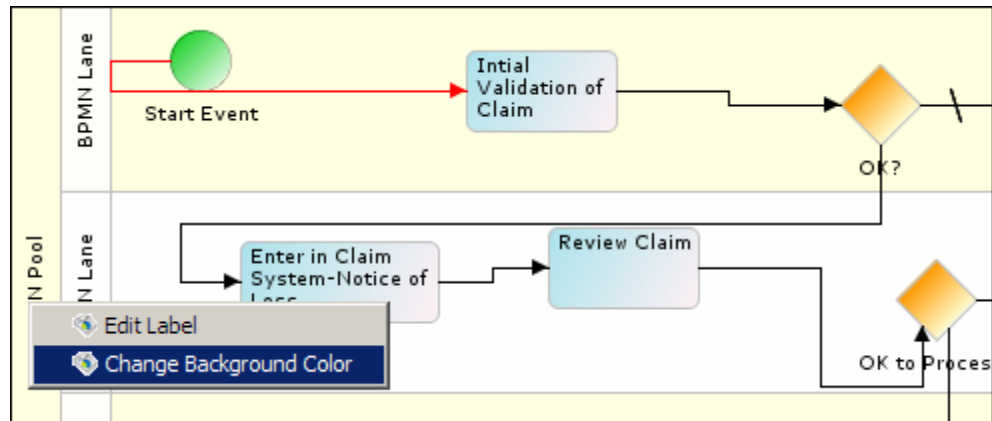 BPMN Lane
Start Event
Intial
Validation of
Claim
OK?
N Pool
N Lane
Enter in Claim
System-Notice of
Loss
Review Claim
OK to Proces
Edit Label
Change Background Color